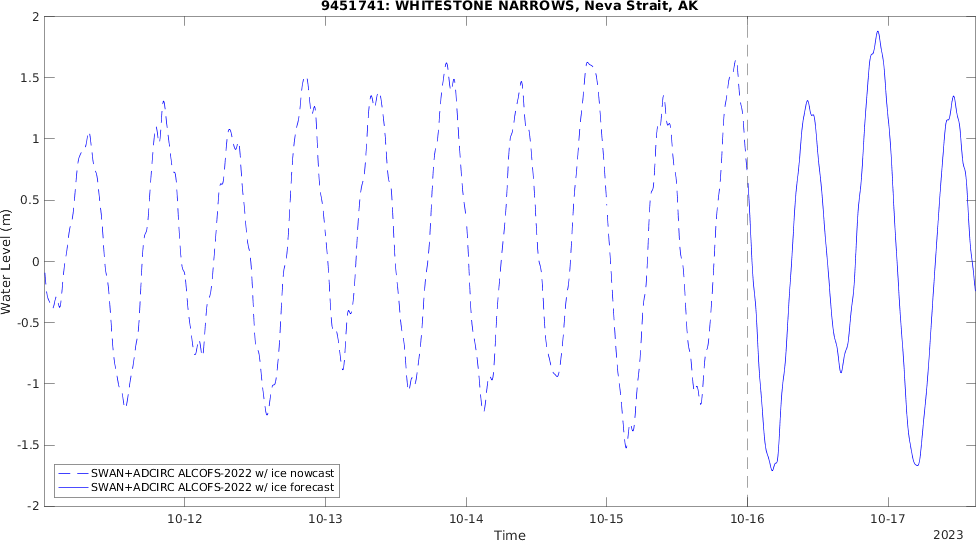 9451741: WHITESTONE NARROWS, Neva Strait, AK
Water Level (m)
2
1.5
1
0.5
0
-0.5
-1
-1.5
-2
SWAN+ADCIRC ALCOFS-2022 w/ ice nowcast
SWAN+ADCIRC ALCOFS-2022 w/ ice forecast
10-12 10-13 10-14 10-15 10-16 10-17
Time
2023